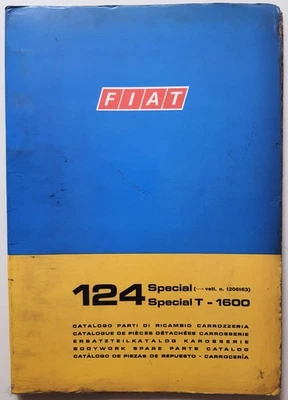 FIAT
124 Special (→ vett. n. 1206163)
Special T - 1600
CATALOGO PARTI DI RICAMBIO CARROZZERIA
CATALOGUE DE PIÈCES DÉTACHÉES CARROSSERIE
ERSATZTEILKATALOG KAROSSERIE
BODYWORK SPARE PARTS CATALOG
CATÁLOGO DE PIEZAS DE REPUESTO - CARROCERÍA